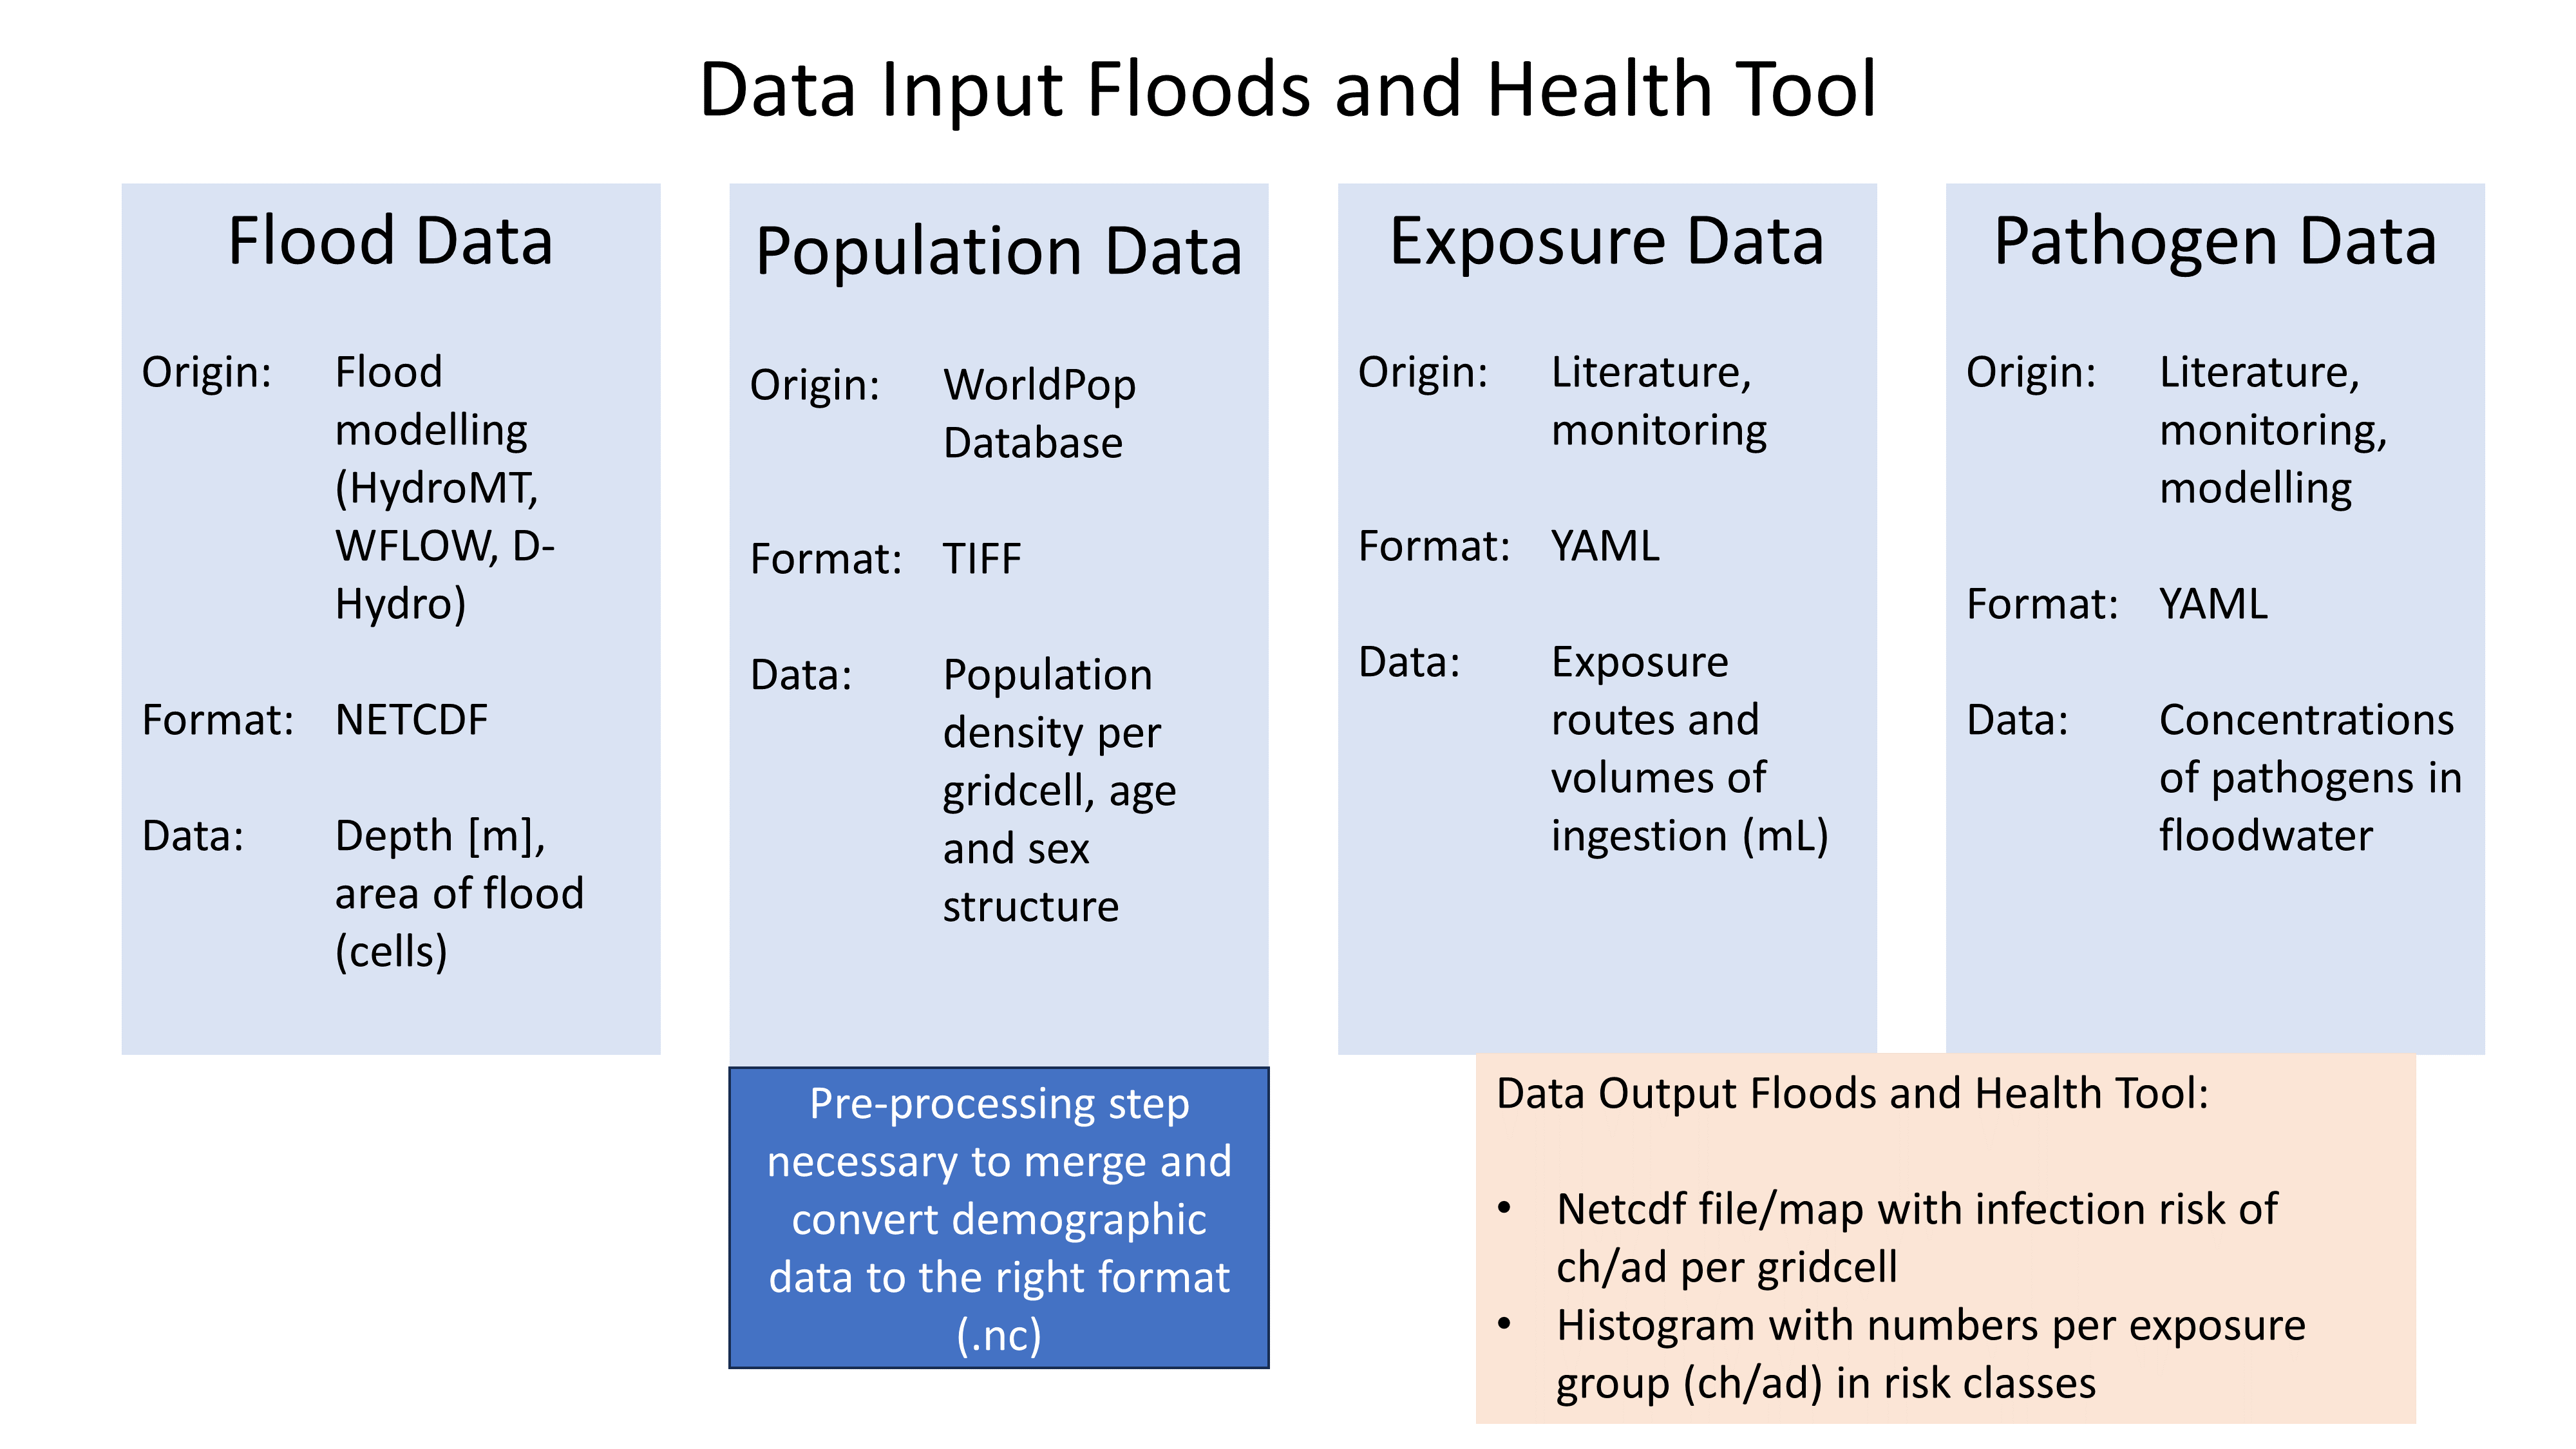 Data Input Floods and Health Tool
Flood Data
Origin: Flood
modelling
(HydroMT,
WFLOW, D-
Hydro)
Format: NETCDF
Data: Depth [m],
area of flood
(cells)
Population Data
Origin: WorldPop
Database
Format: TIFF
Data: Population
density per
gridcell, age
and sex
structure
Pre-processing step
necessary to merge and
convert demographic
data to the right format
(.nc)
Exposure Data
Origin: Literature,
monitoring
Format: YAML
Data: Exposure
routes and
volumes of
ingestion (mL)
Pathogen Data
Origin: Literature,
monitoring,
modelling
Format: YAML
Data: Concentrations
of pathogens in
floodwater
Data Output Floods and Health Tool:
• Netcdf file/map with infection risk of
ch/ad per gridcell
• Histogram with numbers per exposure
group (ch/ad) in risk classes